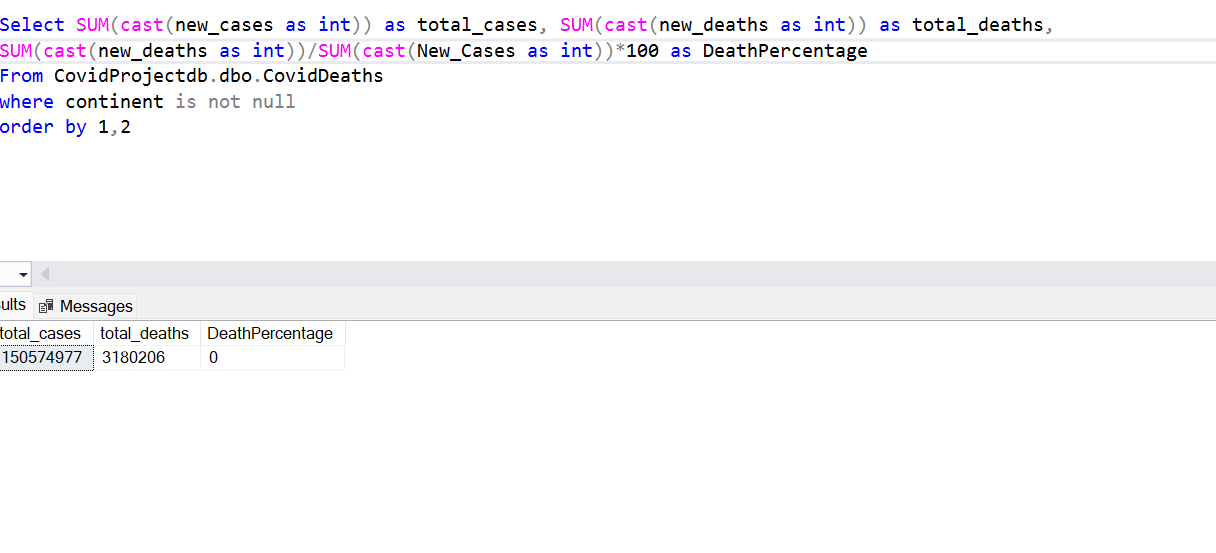 Select SUM(cast(new_cases as int)) as total_cases, SUM(cast(new_deaths as int)) as total_deaths,
SUM(cast(new_deaths as int))/SUM(cast(New_Cases as int))*100 as DeathPercentage
From CovidProjectdb.dbo.CovidDeaths
where continent is not null
order by 1,2
ults Messages
total_cases total_deaths DeathPercentage
150574977 3180206 0